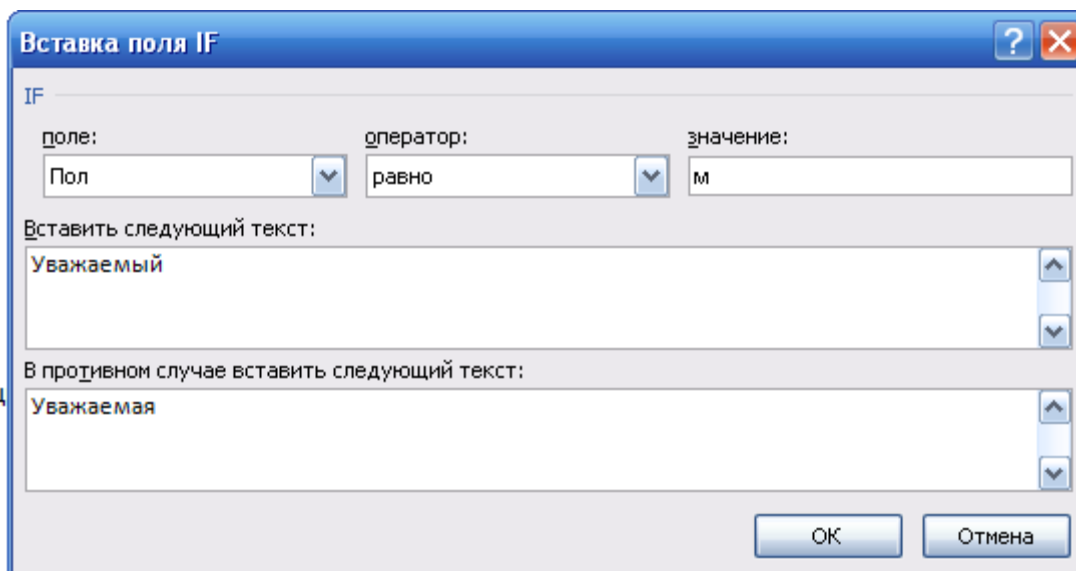 Вставка поля IF
IF
поле: оператор: значение:
Пол равно м
Вставить следующий текст:
Уважаемый
В противном случае вставить следующий текст:
Уважаемая
ОК Отмена